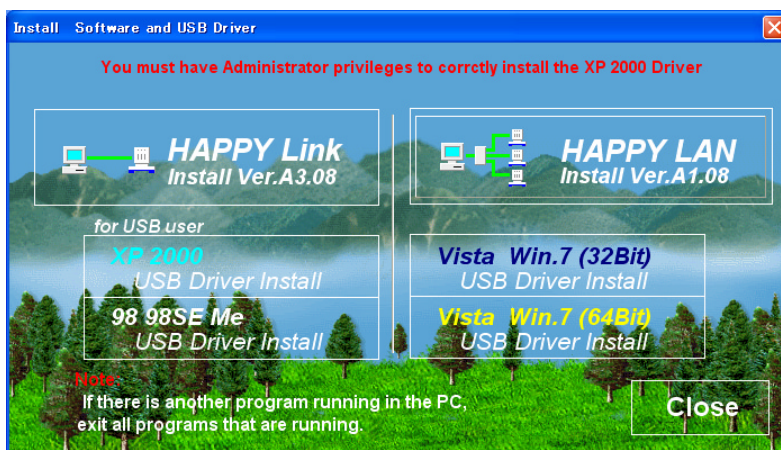 Install Software and USB Driver
You must have Administrator privileges to corrctly install the XP 2000 Driver
HAPPY Link
Install Ver.A3.08
HAPPY LAN
Install Ver.A1.08
for USB user
XP 2000
USB Driver Install
98 98SE Me
USB Driver Install
Vista Win.7 (32Bit)
USB Driver Install
Vista Win.7 (64Bit)
USB Driver Install
Note:
If there is another program running in the PC,
exit all programs that are running.
Close